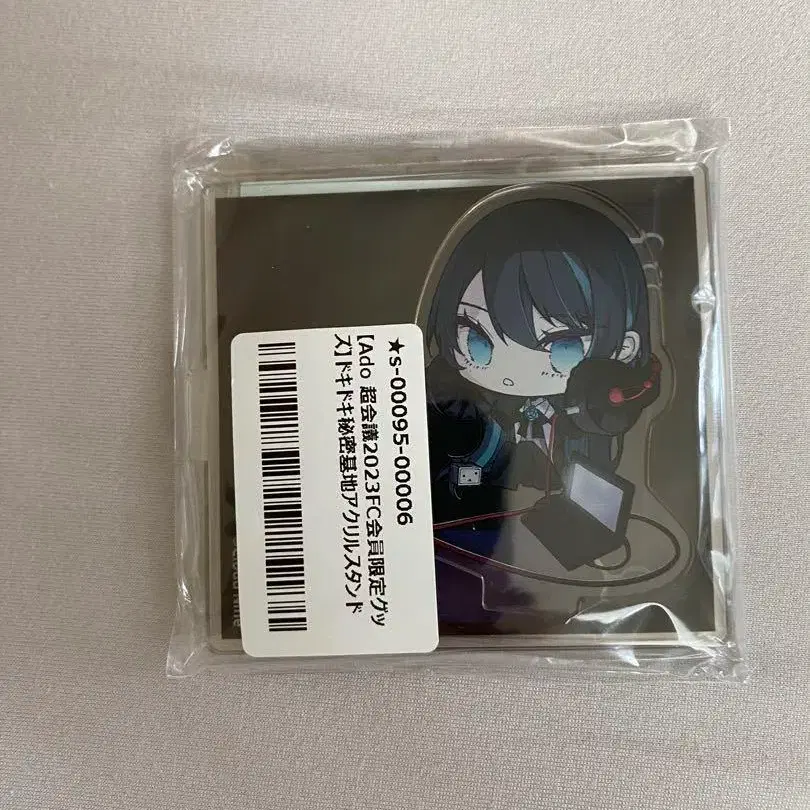 ★s-00095-00006
【Ado 超会議2023FC会員限定グッ
ズ】ドキドキ秘密基地アクリルスタンド